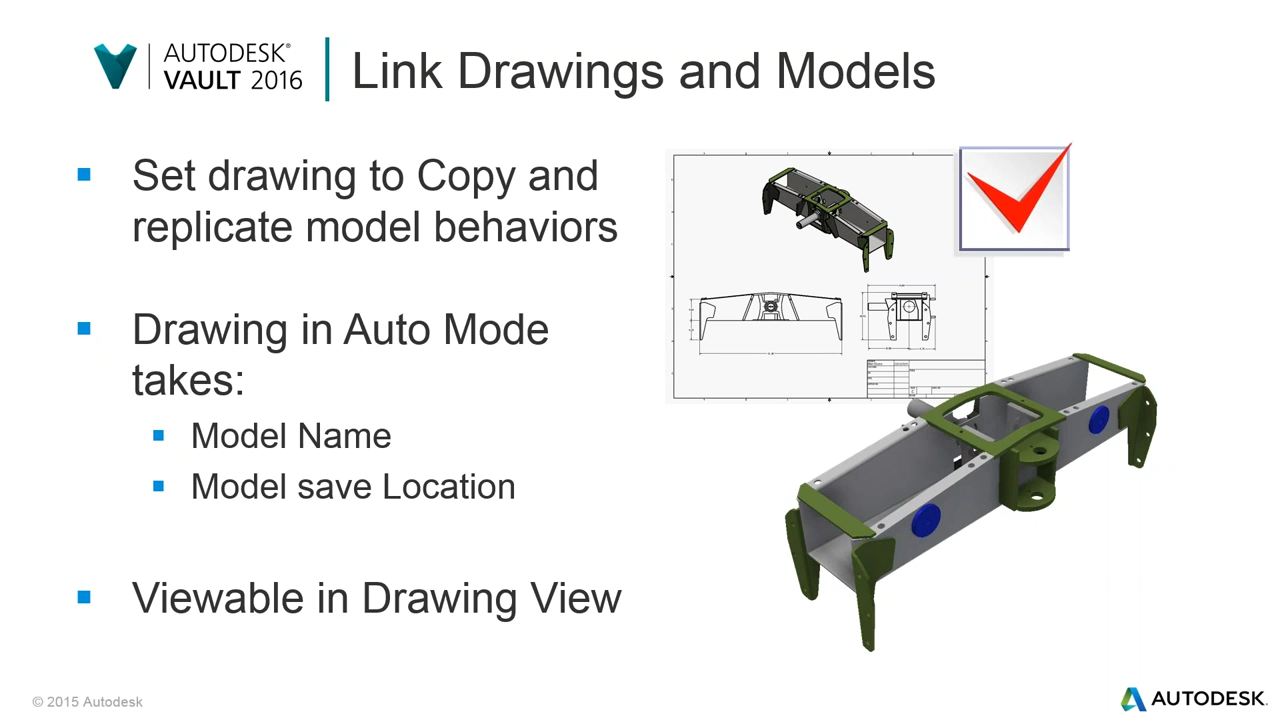 AUTODESK®
VAULT 2016
Link Drawings and Models
Set drawing to Copy and
replicate model behaviors
Drawing in Auto Mode
takes:
Model Name
Model save Location
Viewable in Drawing View
© 2015 Autodesk
AUTODESK.